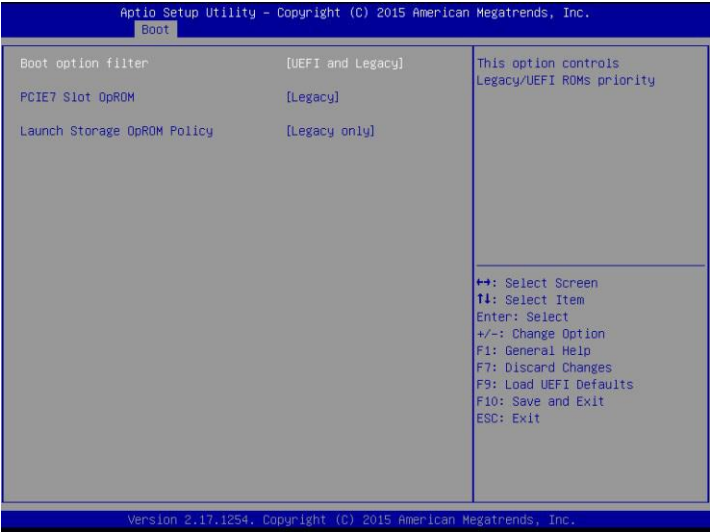 Aptio Setup Utility – Copyright (C) 2015 American Megatrends, Inc.
Boot
Boot option filter [UEFI and Legacy]
PCIE7 Slot OpROM [Legacy]
Launch Storage OpROM Policy [Legacy only]
This option controls
Legacy/UEFI ROMs priority
↔: Select Screen
↑↓: Select Item
Enter: Select
+/-: Change Option
F1: General Help
F7: Discard Changes
F9: Load UEFI Defaults
F10: Save and Exit
ESC: Exit
Version 2.17.1254. Copyright (C) 2015 American Megatrends, Inc.